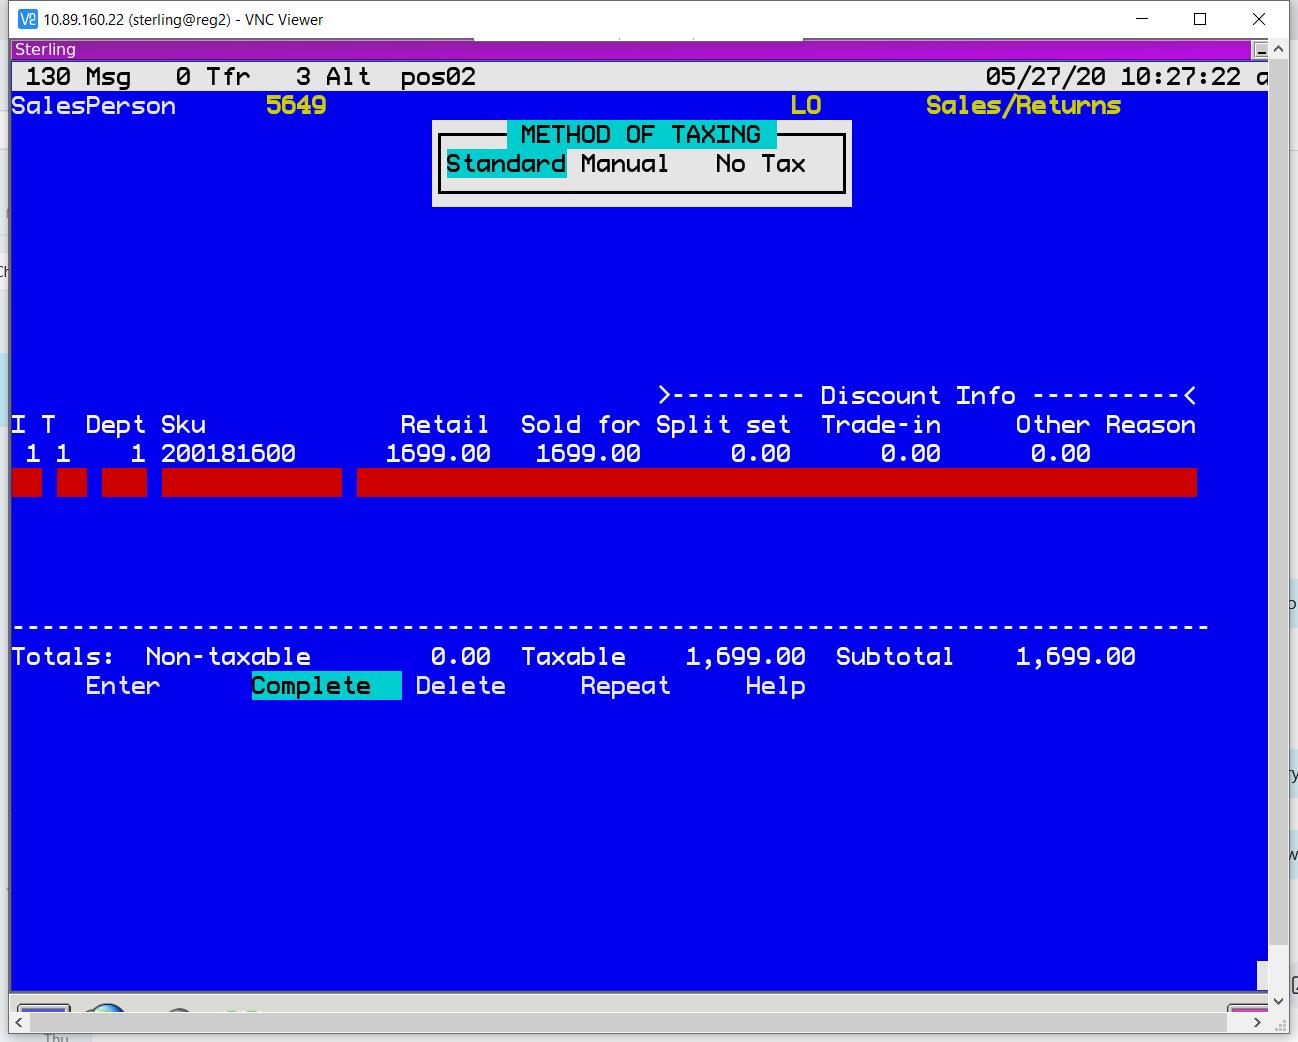 10.89.160.22 (sterling@reg2) - VNC Viewer
Sterling
130 Msg 0 Tfr 3 Alt pos02 05/27/20 10:27:22 a
SalesPerson 5649 LO Sales/Returns
METHOD OF TAXING
Standard Manual No Tax
>--------- Discount Info ----------<
I T Dept Sku Retail Sold for Split set Trade-in Other Reason
1 1 1 200181600 1699.00 1699.00 0.00 0.00 0.00
--------------------------------------------------------------------------------
Totals: Non-taxable 0.00 Taxable 1,699.00 Subtotal 1,699.00
Enter Complete Delete Repeat Help
Thu